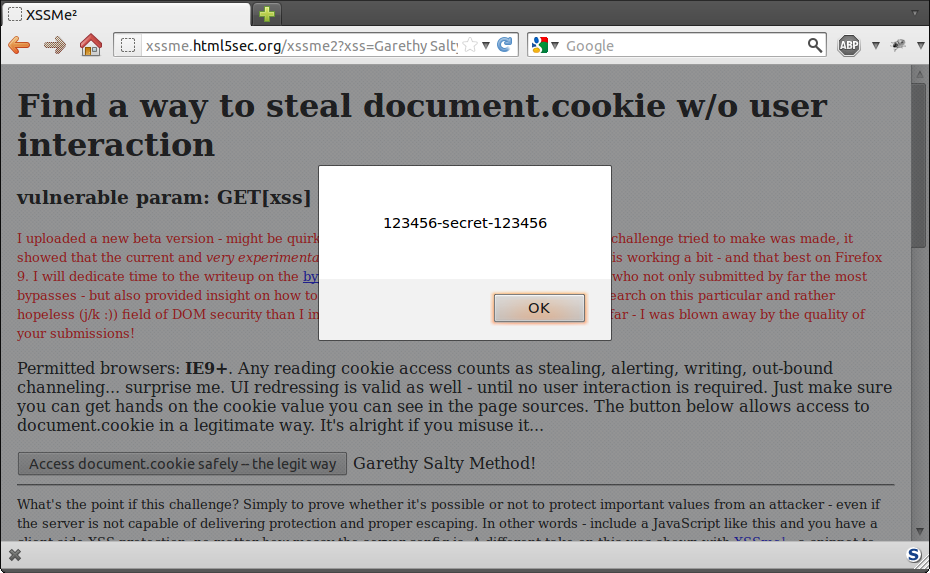 XSSMe²
xssme.html5sec.org/xssme2?xss=Garethy Salty
Google
ABP
Find a way to steal document.cookie w/o user
interaction
vulnerable param: GET[xss]
I uploaded a new beta version - might be quirk challenge tried to make was made, it
showed that the current and very experimenta is working a bit - and that best on Firefox
9. I will dedicate time to the writeup on the by who not only submitted by far the most
bypasses - but also provided insight on how to earch on this particular and rather
hopeless (j/k :)) field of DOM security than I in far - I was blown away by the quality of
your submissions!
123456-secret-123456
OK
Permitted browsers: IE9+. Any reading cookie access counts as stealing, alerting, writing, out-bound
channeling... surprise me. UI redressing is valid as well - until no user interaction is required. Just make sure
you can get hands on the cookie value you can see in the page sources. The button below allows access to
document.cookie in a legitimate way. It's alright if you misuse it...
Access document.cookie safely – the legit way Garethy Salty Method!
What's the point if this challenge? Simply to prove whether it's possible or not to protect important values from an attacker - even if
the server is not capable of delivering protection and proper escaping. In other words - include a JavaScript like this and you have a
S